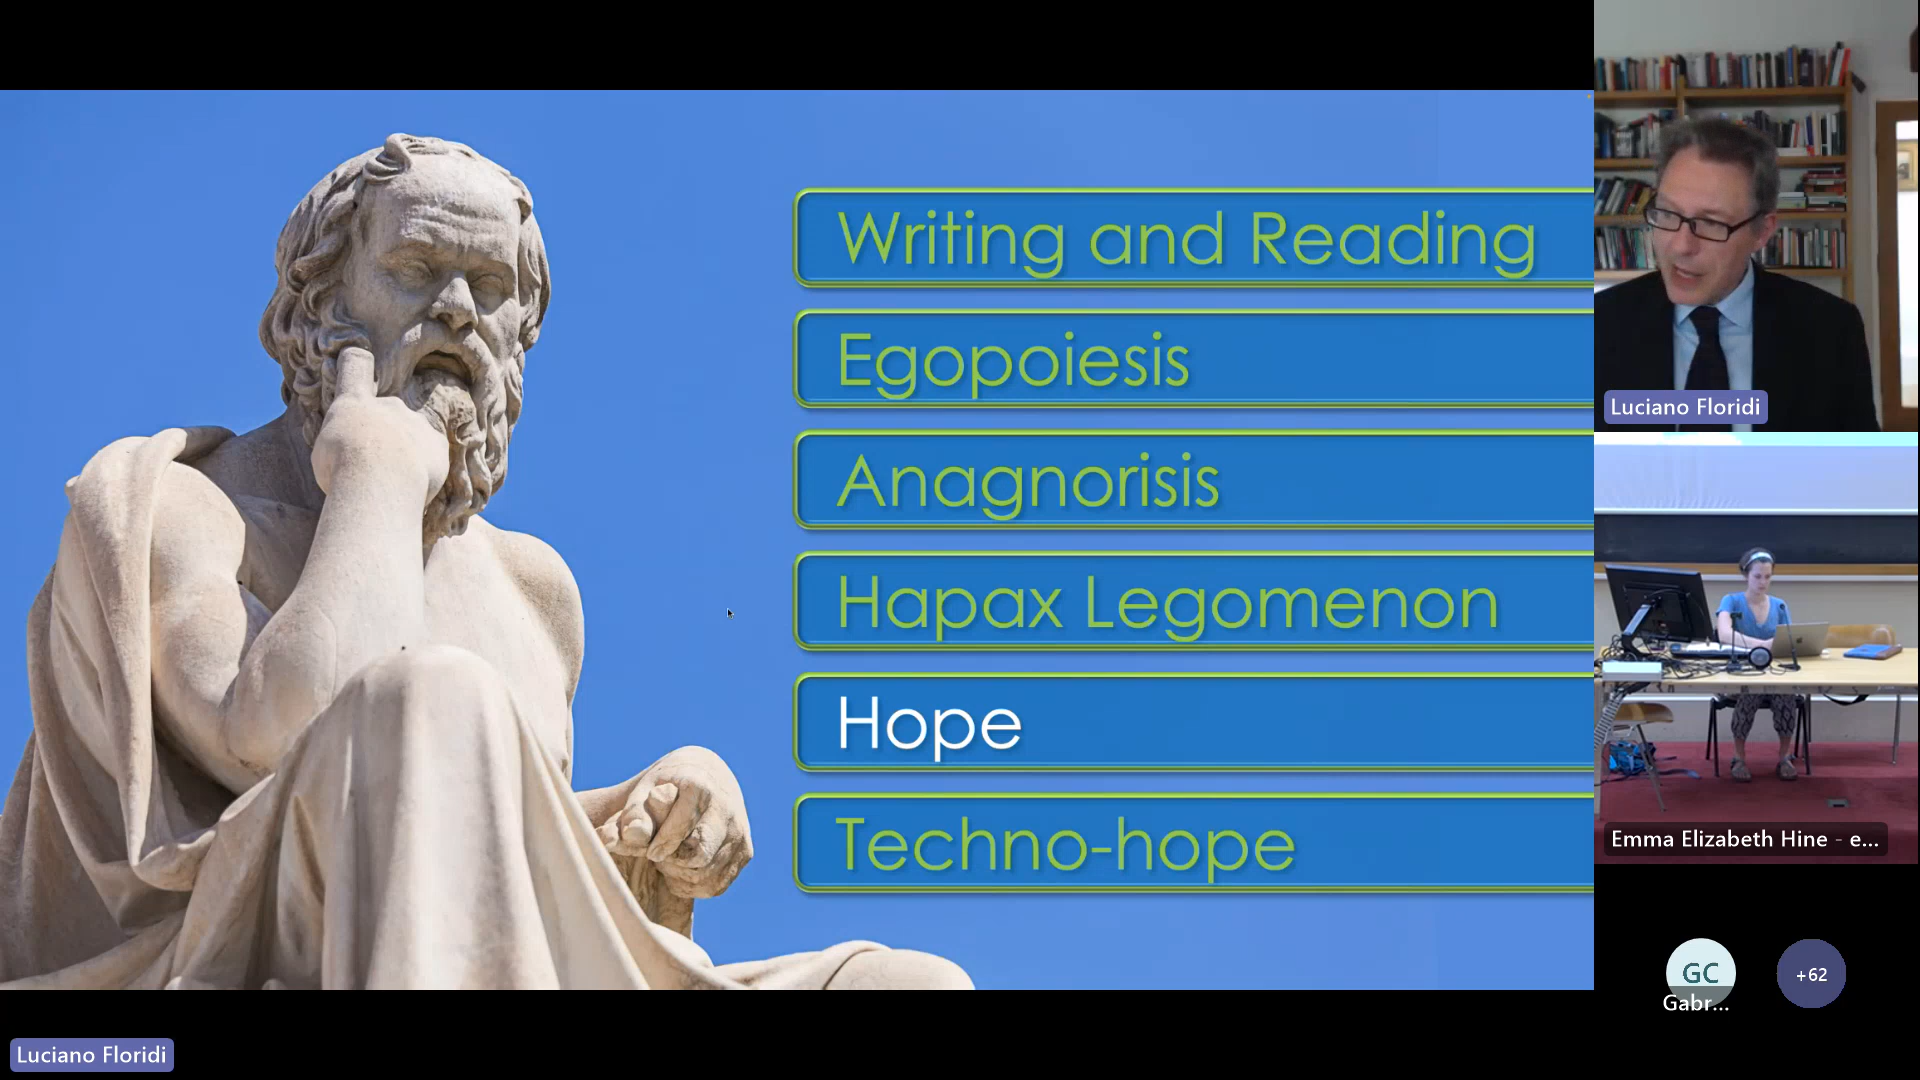 Writing and Reading
Egopoiesis
Anagnorisis
Hapax Legomenon
Hope
Techno-hope
Luciano Floridi
Emma Elizabeth Hine - e...
GC
Gabr...
+62
Luciano Floridi